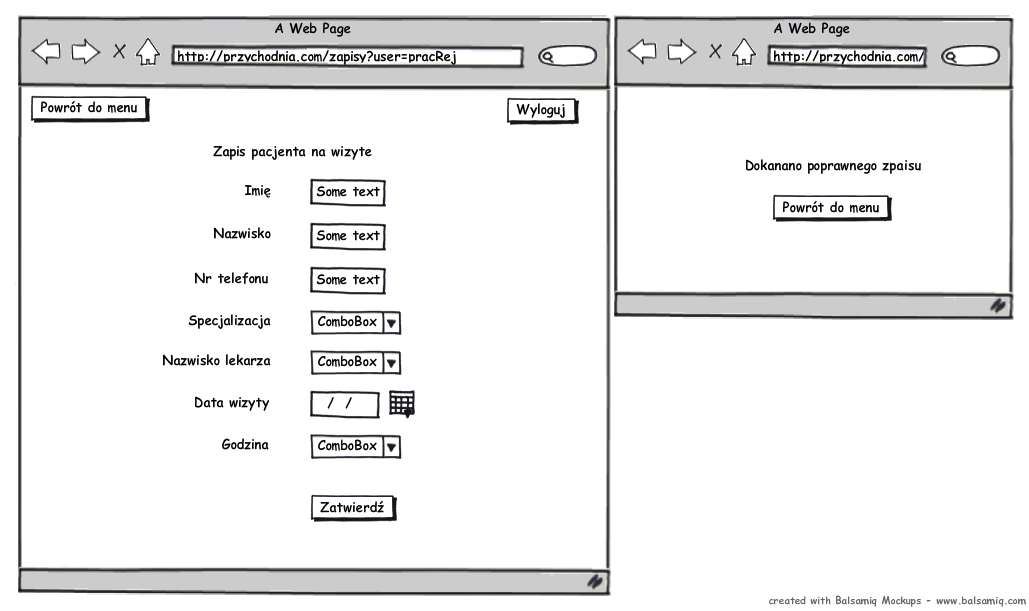 A Web Page
http://przychodnia.com/zapisy?user=pracRej
Powrót do menu
Wyloguj
Zapis pacjenta na wizyte
Imię
Some text
Nazwisko
Some text
Nr telefonu
Some text
Specjalizacja
ComboBox
Nazwisko lekarza
ComboBox
Data wizyty
/ /
Godzina
ComboBox
Zatwierdź
A Web Page
http://przychodnia.com/
Dokanano poprawnego zpaisu
Powrót do menu
created with Balsamiq Mockups - www.balsamiq.com